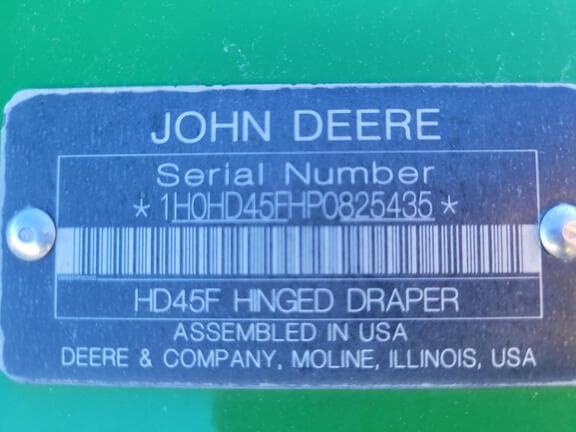 JOHN DEERE
Serial Number
*1H0HD45FHP0825435*
HD45F HINGED DRAPER
ASSEMBLED IN USA
DEERE & COMPANY, MOLINE, ILLINOIS, USA